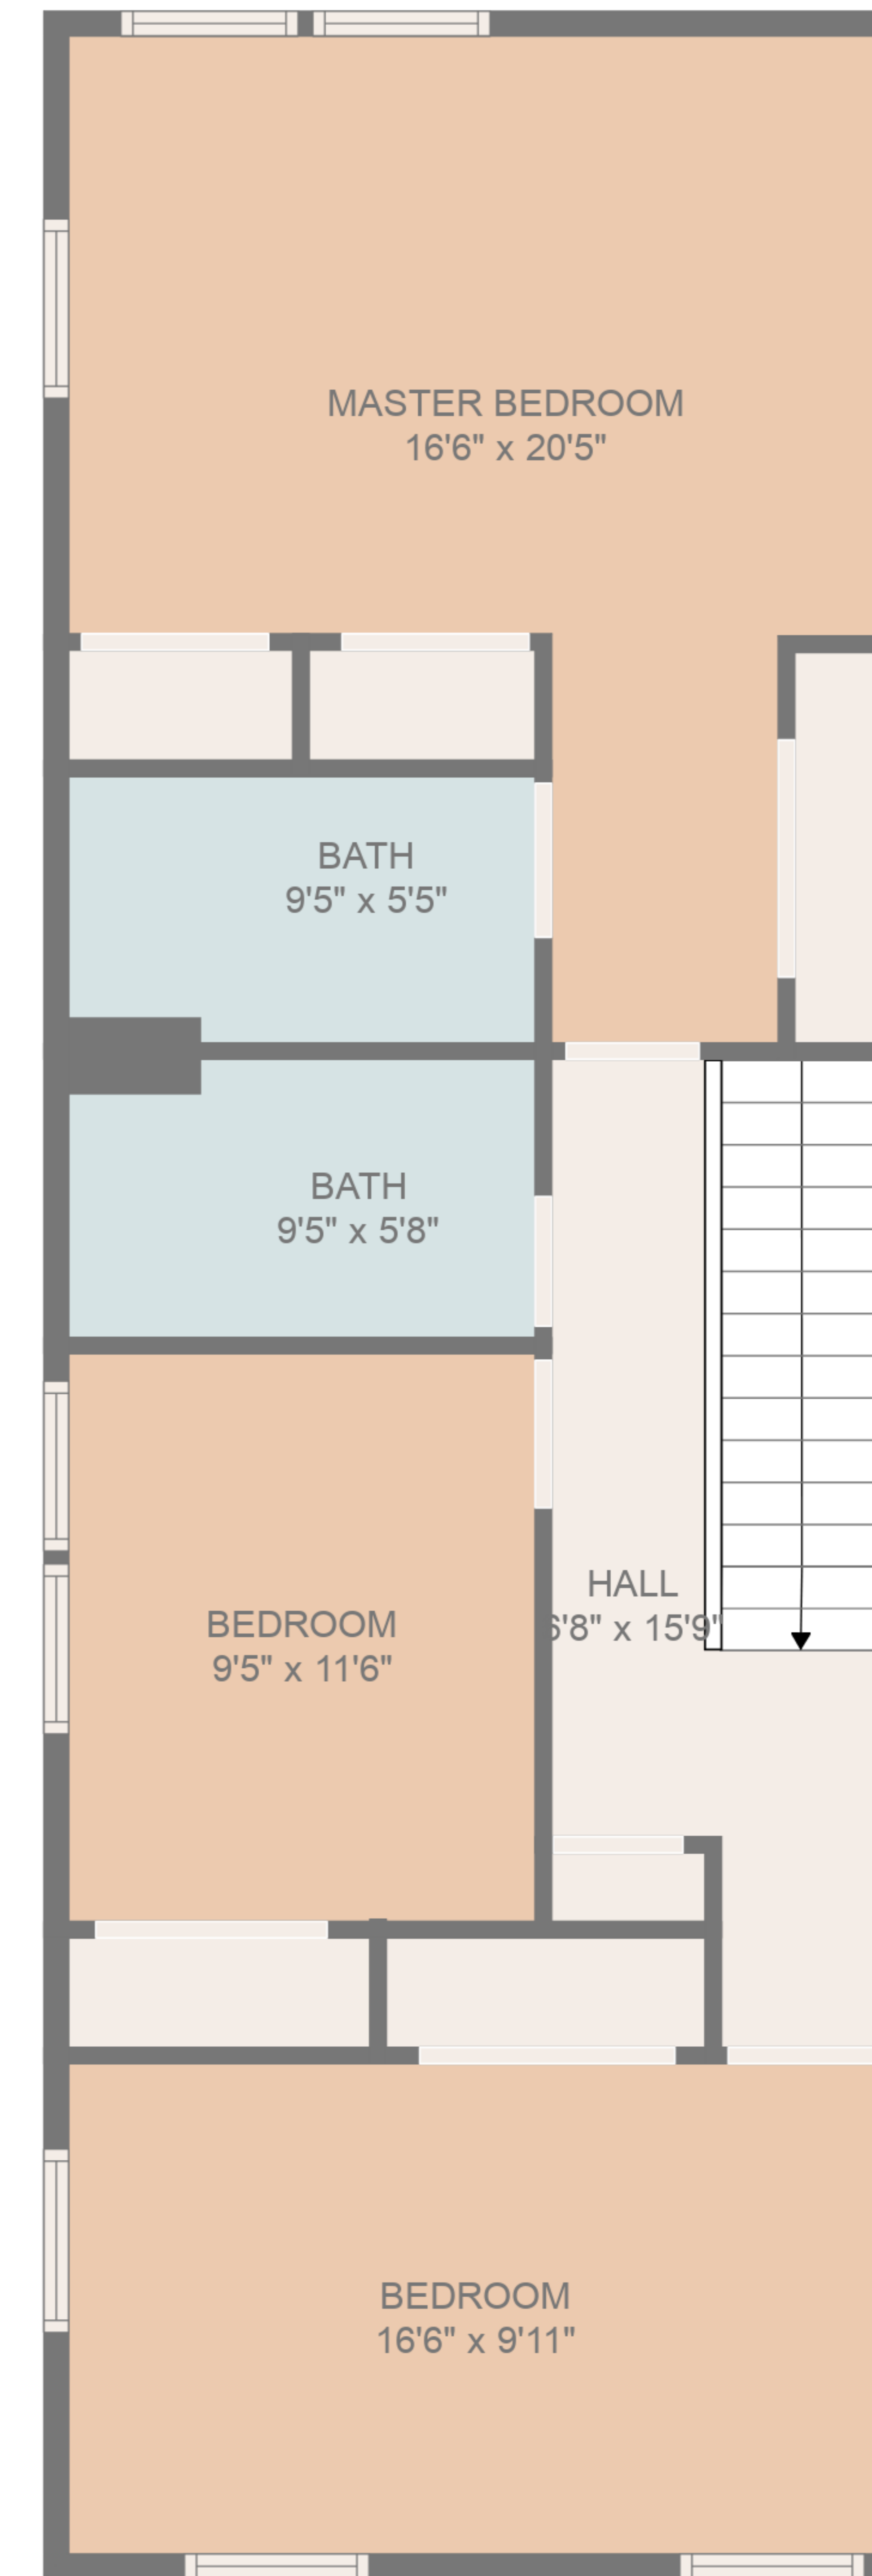 MASTER BEDROOM
16'6" x 20'5"
BATH
9'5" x 5'5"
BATH
9'5" x 5'8"
HALL
6'8" x 15'9"
BEDROOM
9'5" x 11'6"
BEDROOM
16'6" x 9'11"